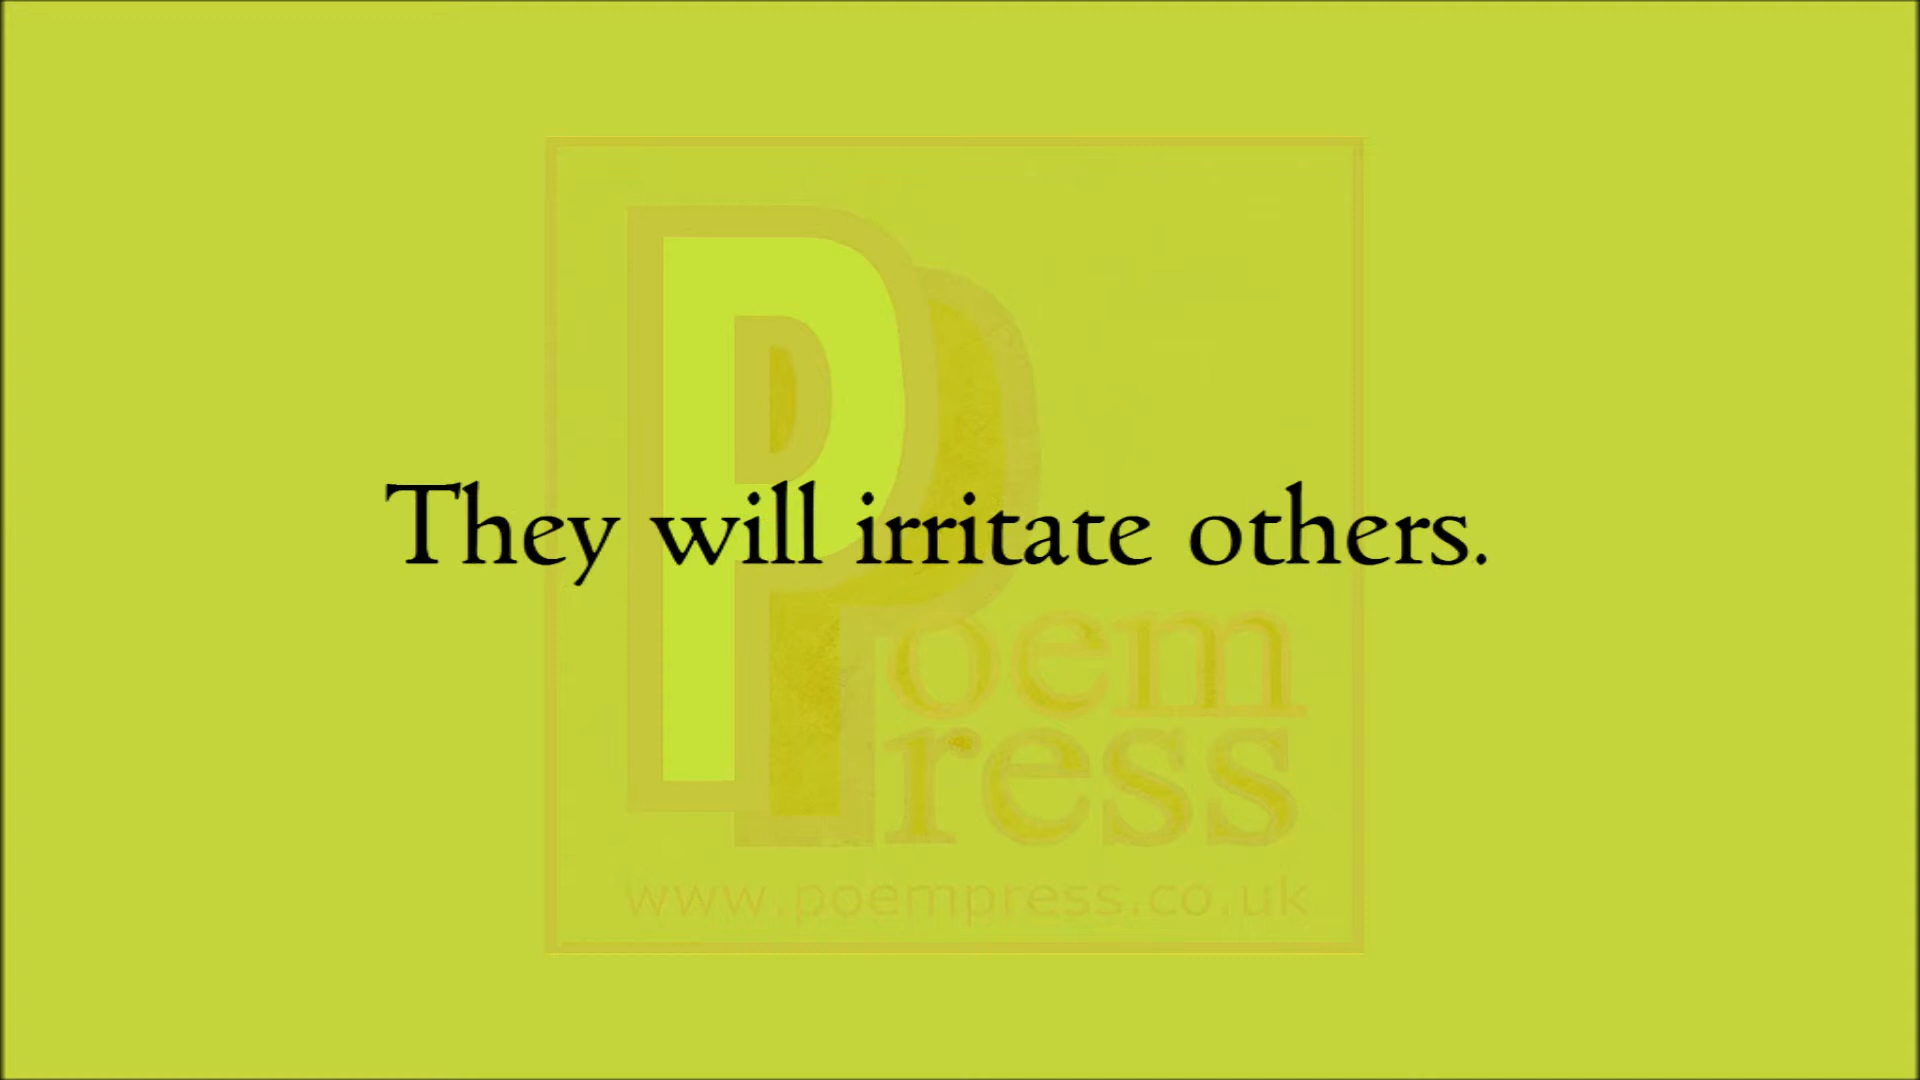 They will irritate others.
P
Poem
Press
www.poempress.co.uk